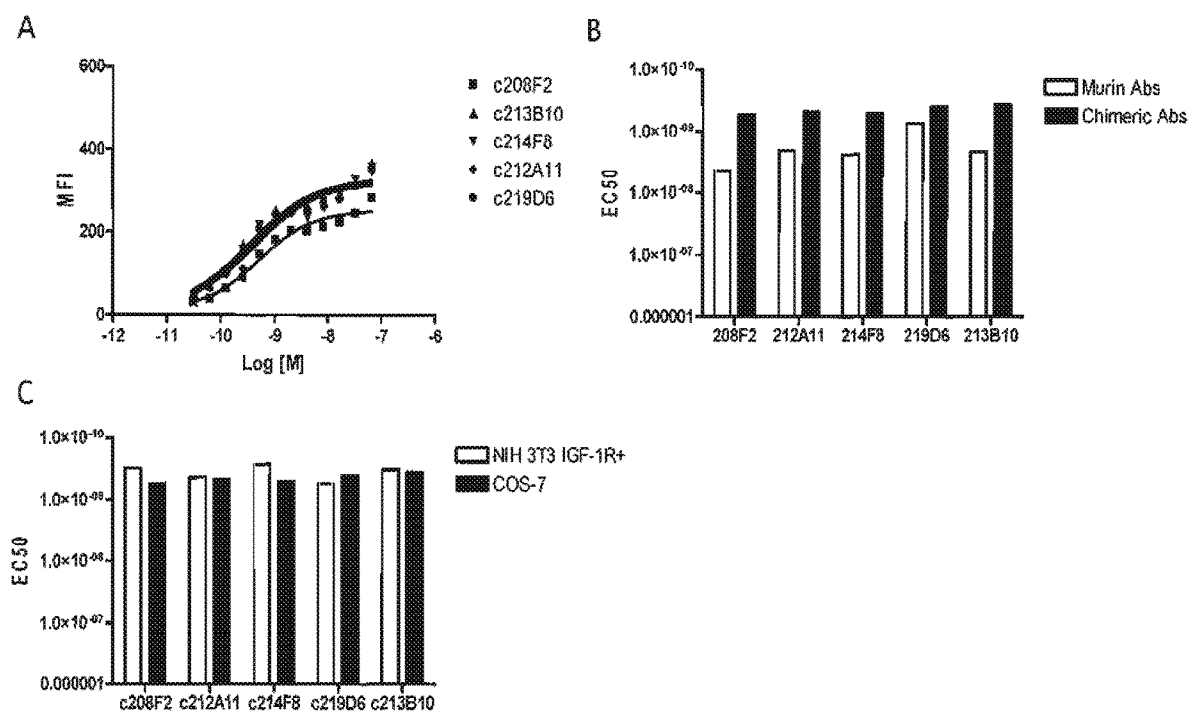 A
MFI
600
400
200
0
-12 -11 -10 -9 -8 -7 -6
Log [M]
c208F2
c213B10
c214F8
c212A11
c219D6
B
EC50
1.0×10⁻¹⁰
1.0×10⁻⁰⁹
1.0×10⁻⁰⁸
1.0×10⁻⁰⁷
0.000001
208F2 212A11 214F8 219D6 213B10
Murin Abs
Chimeric Abs
C
EC50
1.0×10⁻¹⁰
1.0×10⁻⁰⁹
1.0×10⁻⁰⁸
1.0×10⁻⁰⁷
0.000001
c208F2 c212A11 c214F8 c219D6 c213B10
NIH 3T3 IGF-1R+
COS-7